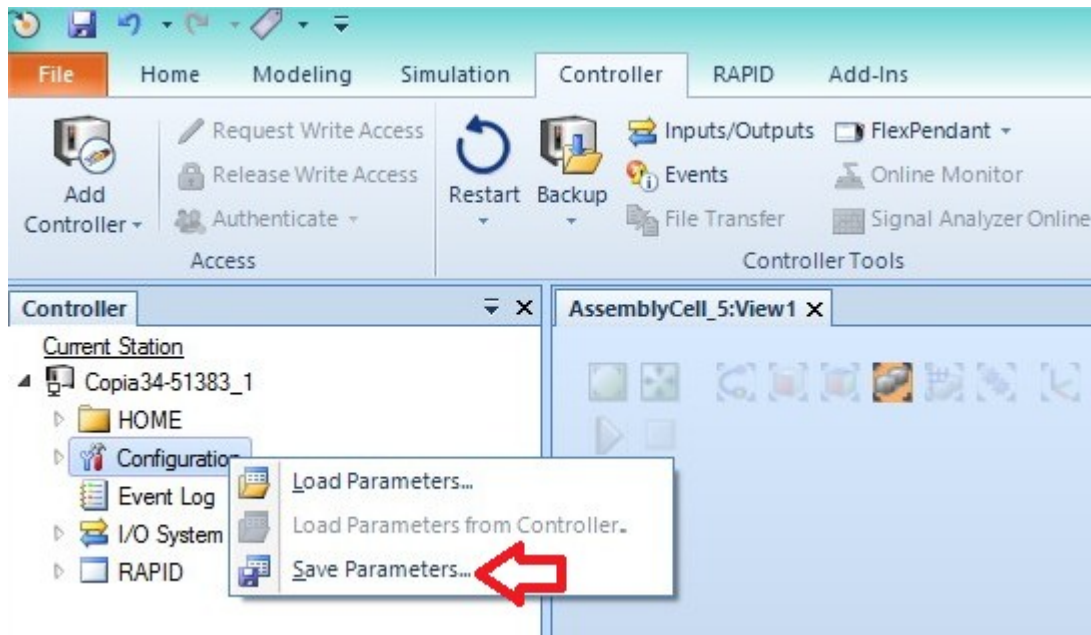 File Home Modeling Simulation Controller RAPID Add-Ins
Request Write Access
Release Write Access
Authenticate
Add
Controller
Access
Restart
Backup
Inputs/Outputs
Events
File Transfer
FlexPendant
Online Monitor
Signal Analyzer Online
Controller Tools
Controller
AssemblyCell_5:View1
Current Station
Copia34-51383_1
HOME
Configuration
Event Log
I/O System
RAPID
Load Parameters...
Load Parameters from Controller..
Save Parameters...